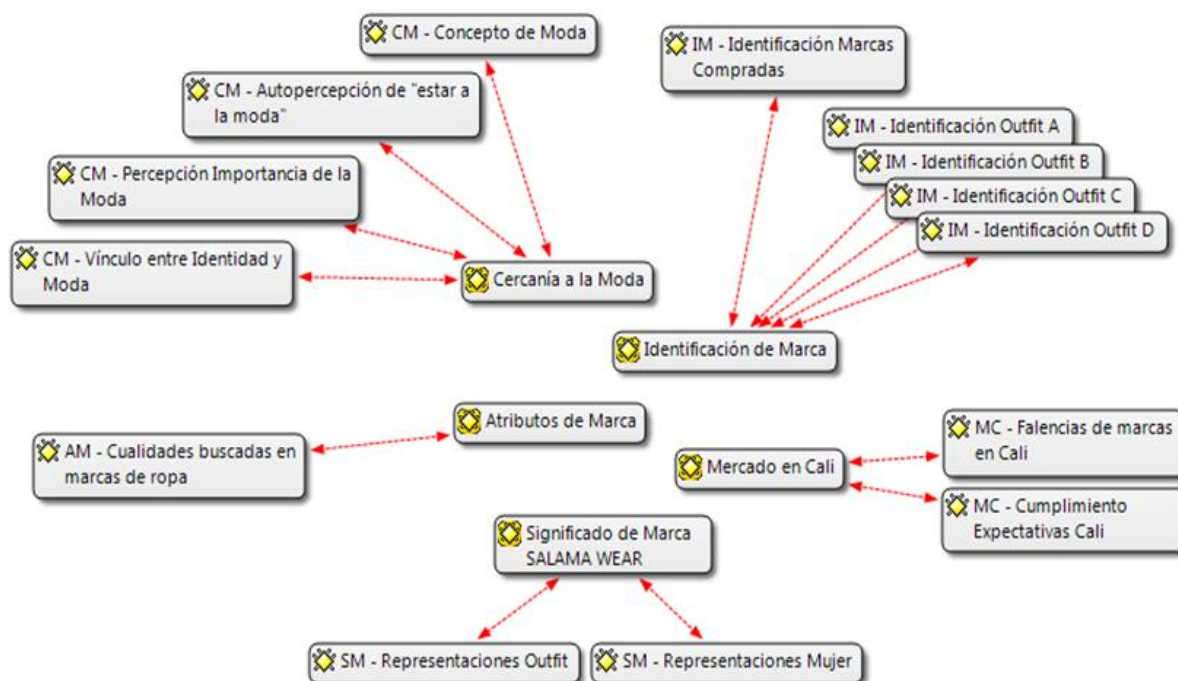 CM - Concepto de Moda
IM - Identificación Marcas
Compradas
CM - Autopercepción de "estar a
la moda"
IM - Identificación Outfit A
IM - Identificación Outfit B
CM - Percepción Importancia de la
Moda
IM - Identificación Outfit C
IM - Identificación Outfit D
CM - Vínculo entre Identidad y
Moda
Cercanía a la Moda
Identificación de Marca
Atributos de Marca
AM - Cualidades buscadas en
marcas de ropa
MC - Falencias de marcas
en Cali
Mercado en Cali
MC - Cumplimiento
Expectativas Cali
Significado de Marca
SALAMA WEAR
SM - Representaciones Outfit
SM - Representaciones Mujer